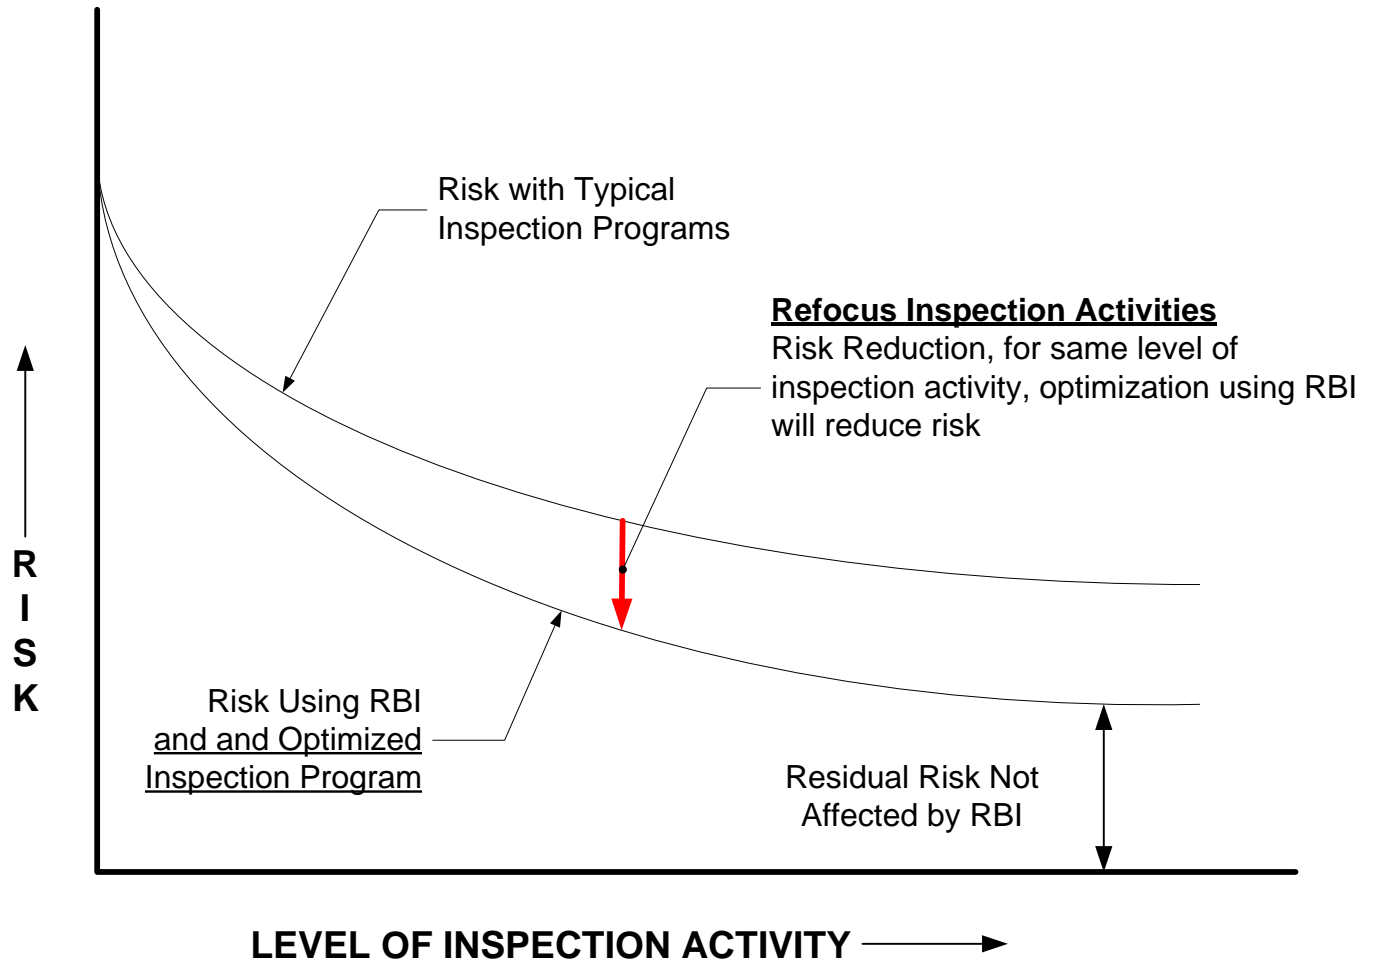 Risk with Typical
Inspection Programs
Refocus Inspection Activities
Risk Reduction, for same level of
inspection activity, optimization using RBI
will reduce risk
R
I
S
K
Risk Using RBI
and and Optimized
Inspection Program
Residual Risk Not
Affected by RBI
LEVEL OF INSPECTION ACTIVITY